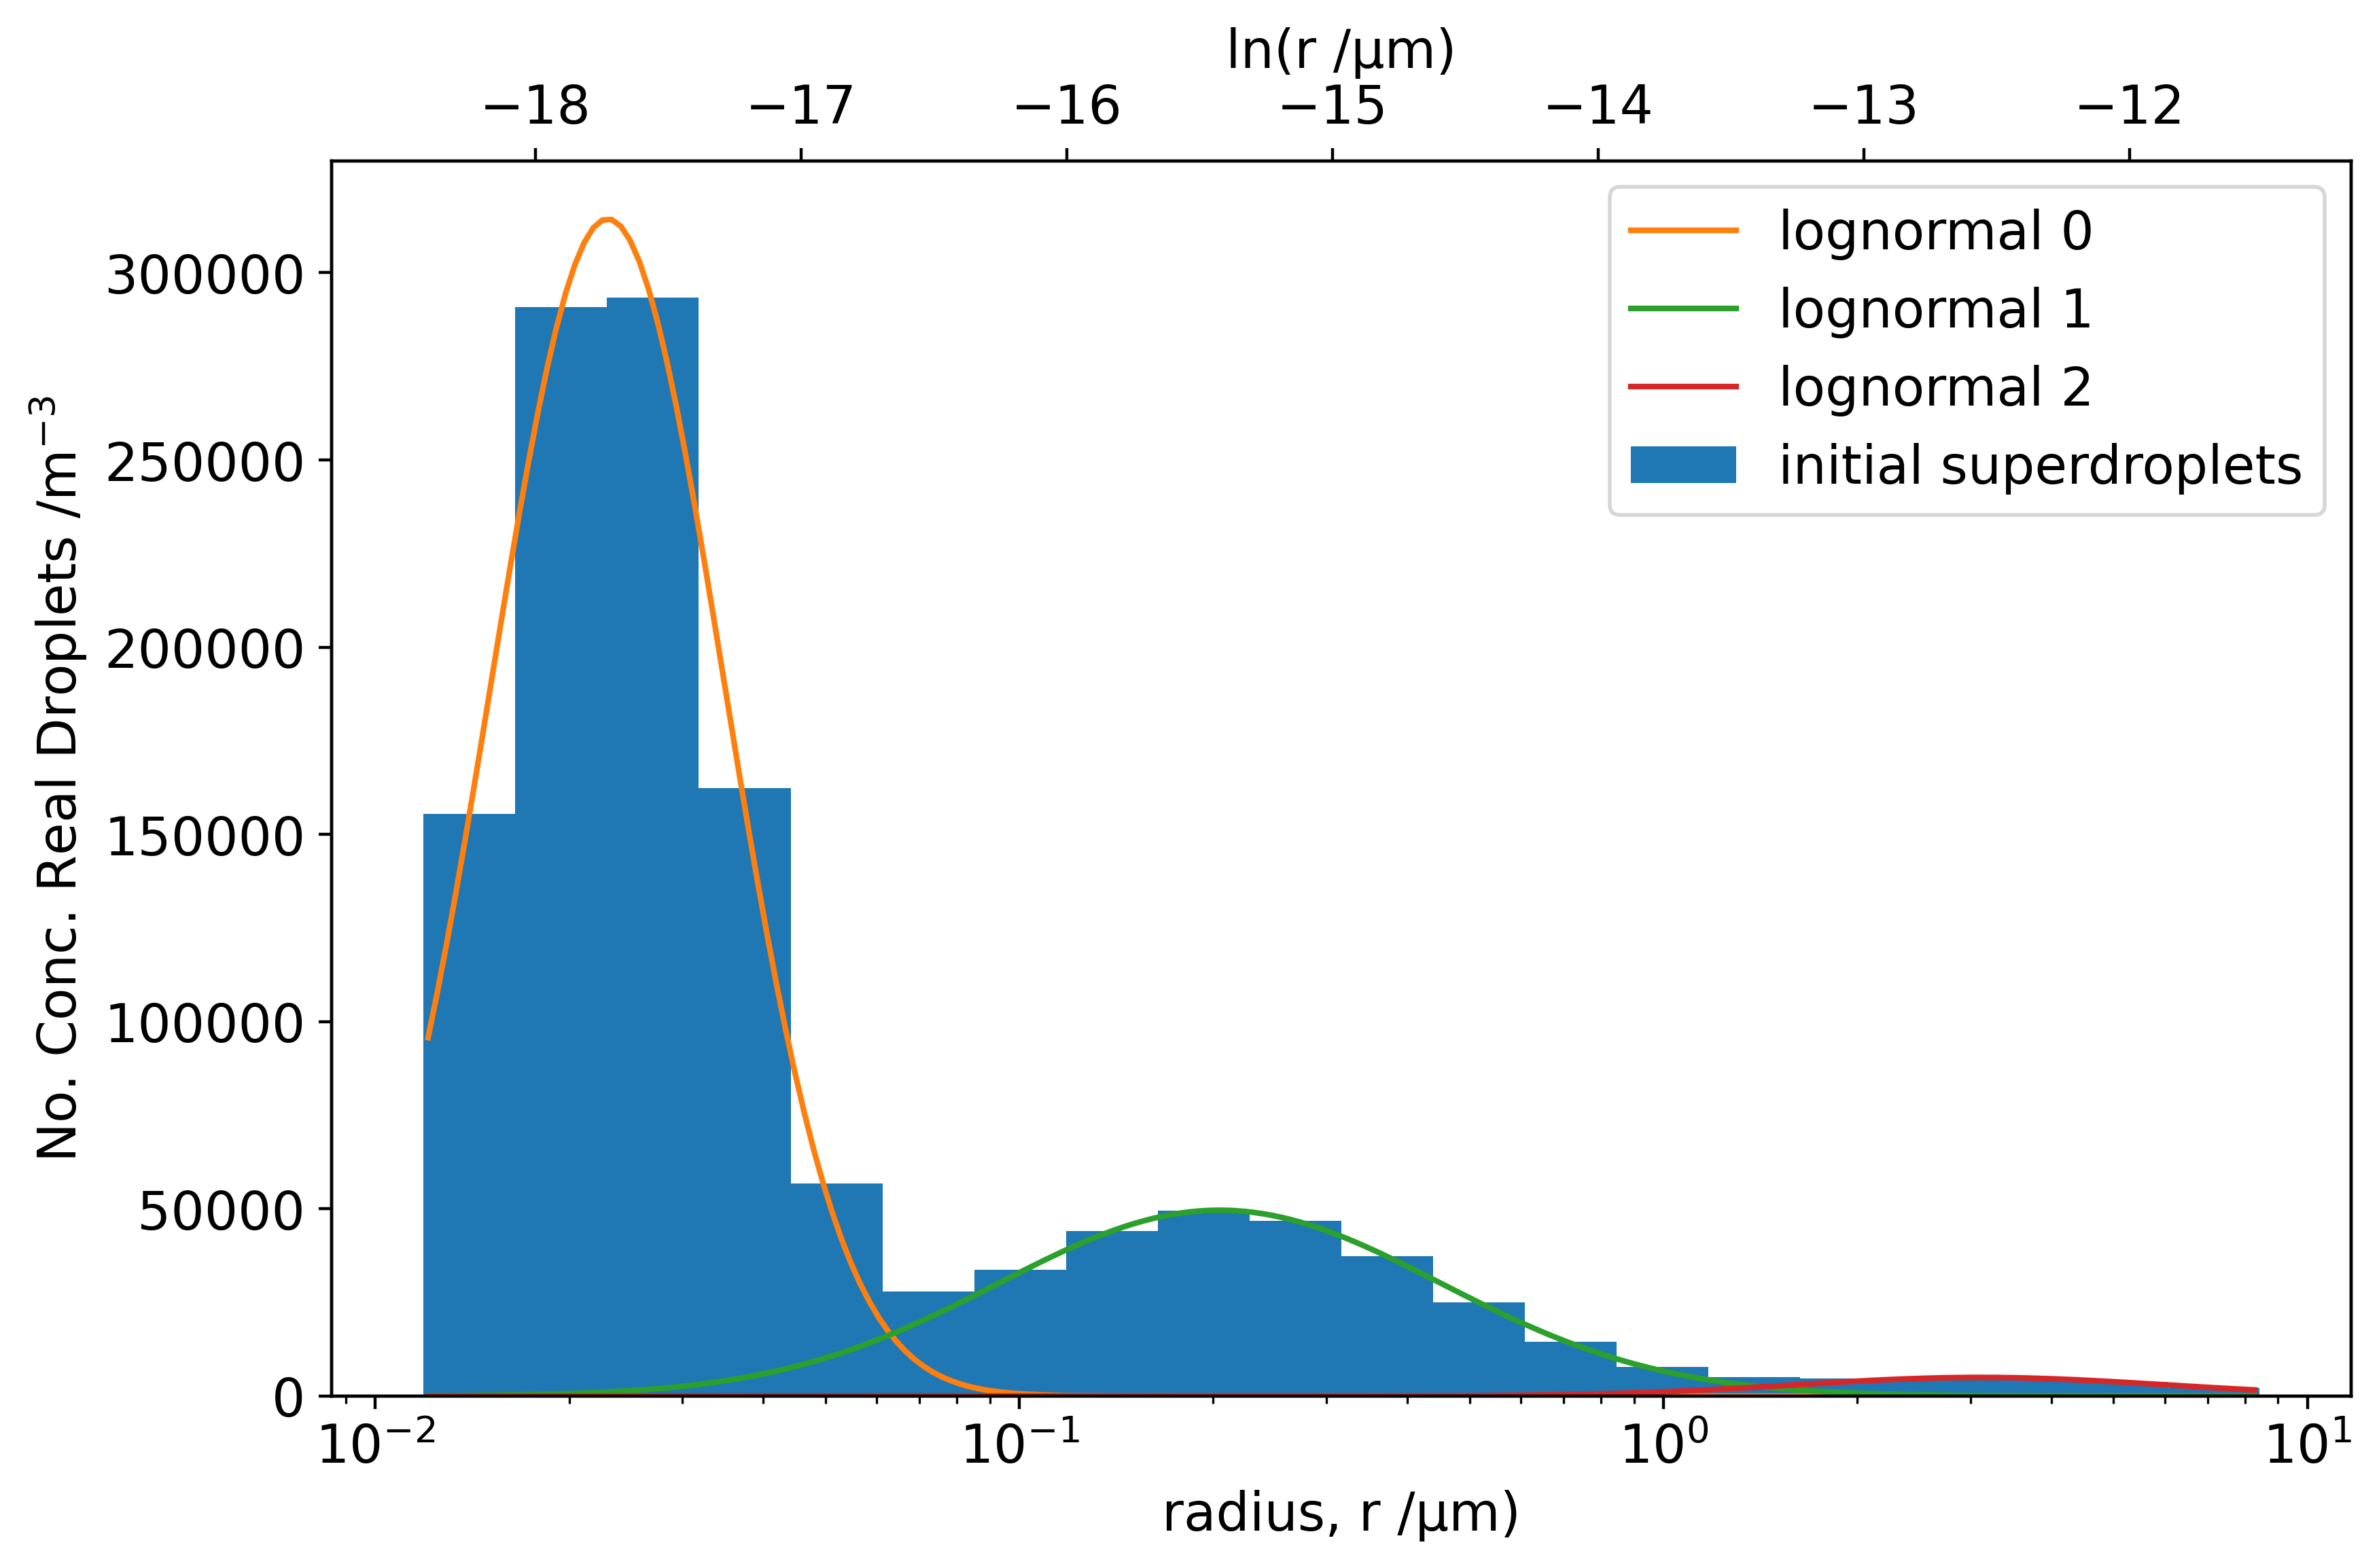 ln(r /μm)
−18 −17 −16 −15 −14 −13 −12
lognormal 0
lognormal 1
lognormal 2
initial superdroplets
No. Conc. Real Droplets /m⁻³
300000
250000
200000
150000
100000
50000
0
10⁻² 10⁻¹ 10⁰ 10¹
radius, r /μm)